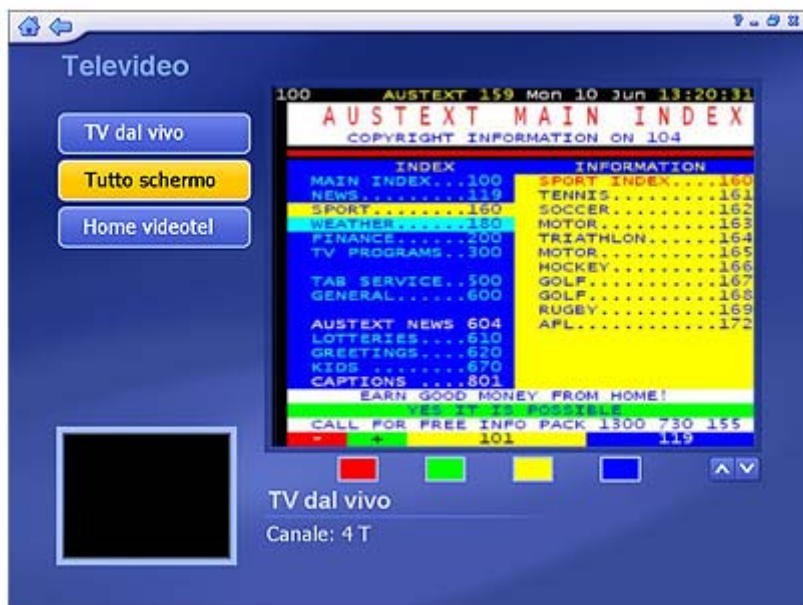 Televideo
TV dal vivo
Tutto schermo
Home videotel
100 AUSTEXT 159 Mon 10 Jun 13:20:31
AUSTEXT MAIN INDEX
COPYRIGHT INFORMATION ON 104
INDEX
MAIN INDEX...100
NEWS.........119
SPORT........160
WEATHER......180
FINANCE......200
TV PROGRAMS..300
TAB SERVICE..500
GENERAL......600
AUSTEXT NEWS 604
LOTTERIES....610
GREETINGS....620
KIDS ........670
CAPTIONS ....801
INFORMATION
SPORT INDEX....160
TENNIS.........161
SOCCER.........162
MOTOR..........163
TRIATHLON......164
MOTOR..........165
HOCKEY.........166
GOLF...........167
GOLF...........168
RUGBY..........169
AFL............172
EARN GOOD MONEY FROM HOME!
YES IT IS POSSIBLE
CALL FOR FREE INFO PACK 1300 730 155
- + 101 119
TV dal vivo
Canale: 4 T